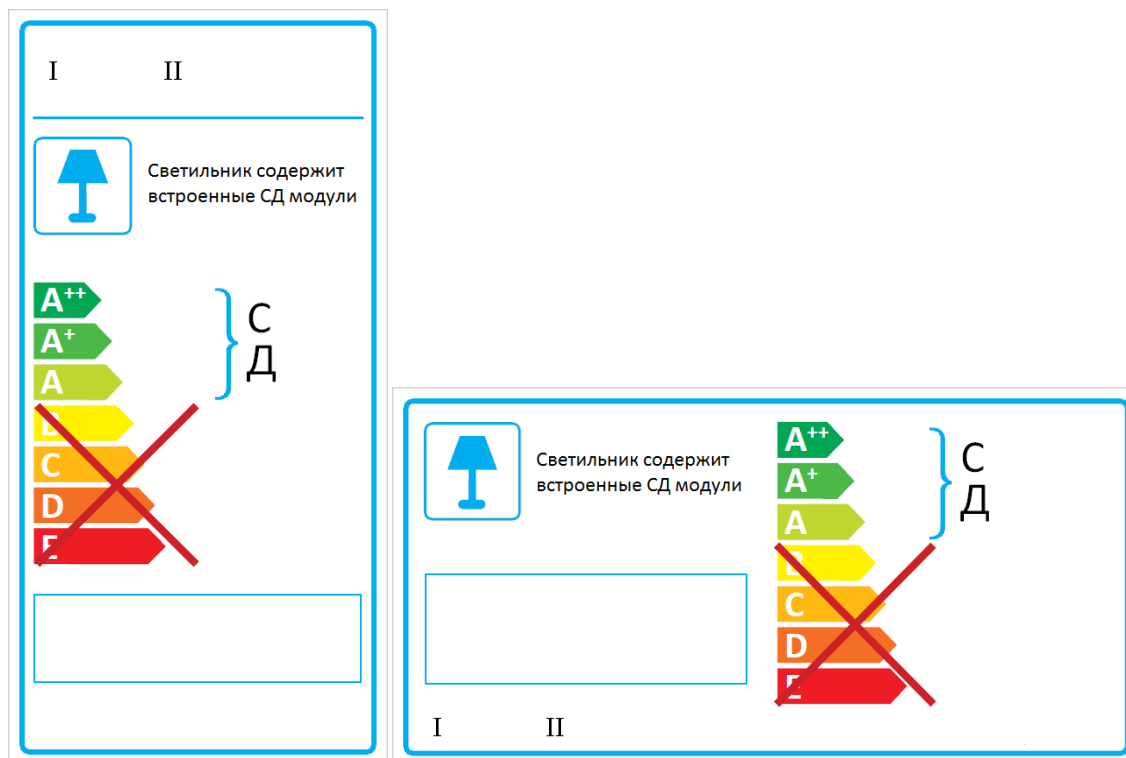 I II
Светильник содержит
встроенные СД модули
A++
A+
A
B
C
D
E
С
Д
Светильник содержит
встроенные СД модули
A++
A+
A
B
C
D
E
С
Д
I II